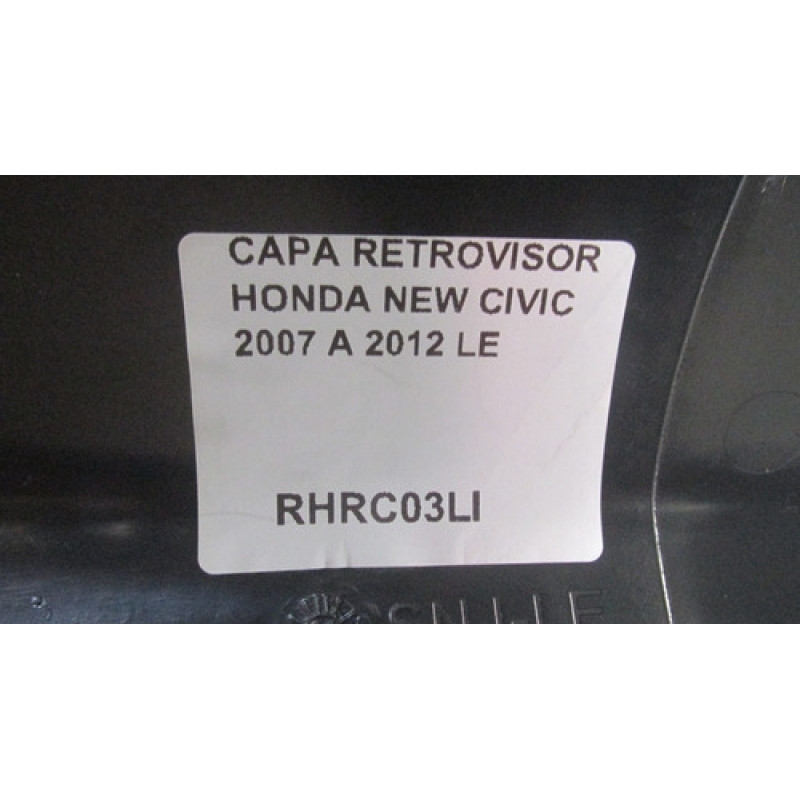 CAPA RETROVISOR
HONDA NEW CIVIC
2007 A 2012 LE
RHRC03LI